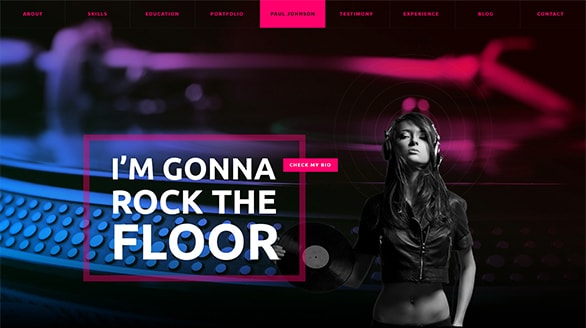 ABOUT SKILLS EDUCATION PORTFOLIO PAUL JOHNSON TESTIMONY EXPERIENCE BLOG CONTACT
I'M GONNA
CHECK MY BIO
ROCK THE
FLOOR